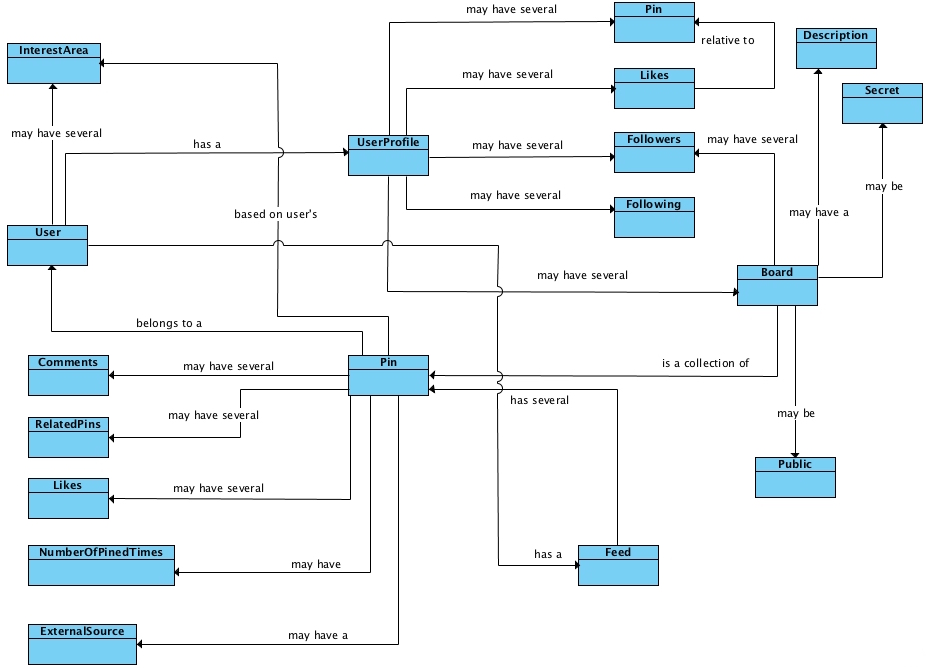 may have several
Pin
relative to
Description
InterestArea
may have several
Likes
Secret
may have several
has a
UserProfile
may have several
Followers
may have several
may be
may have several
Following
based on user's
may have a
User
may have several
Board
belongs to a
Comments
may have several
Pin
is a collection of
has several
RelatedPins
may have several
may be
Public
Likes
may have several
NumberOfPinedTimes
may have
has a
Feed
ExternalSource
may have a